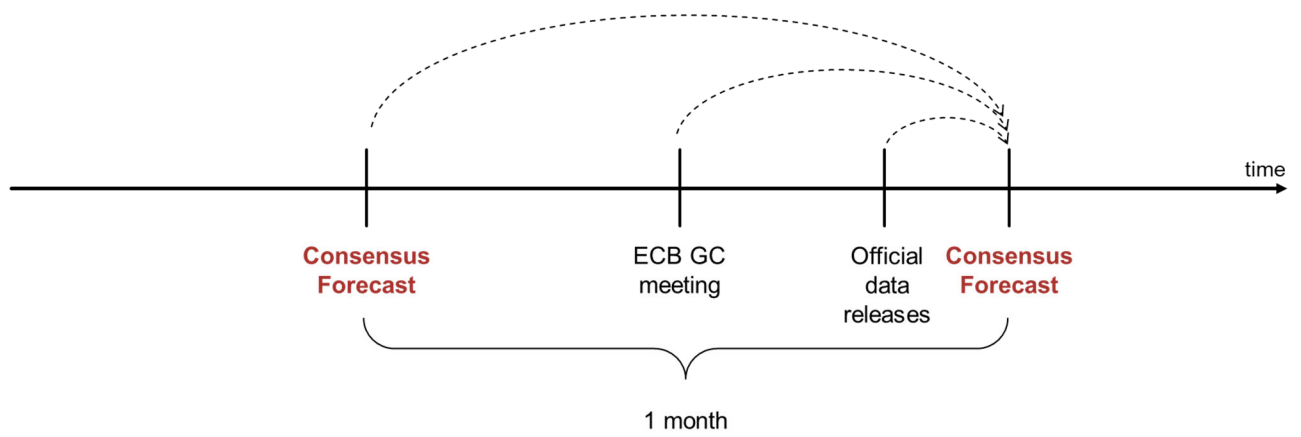 time
Consensus
Forecast
ECB GC
meeting
Official
data
releases
Consensus
Forecast
1 month